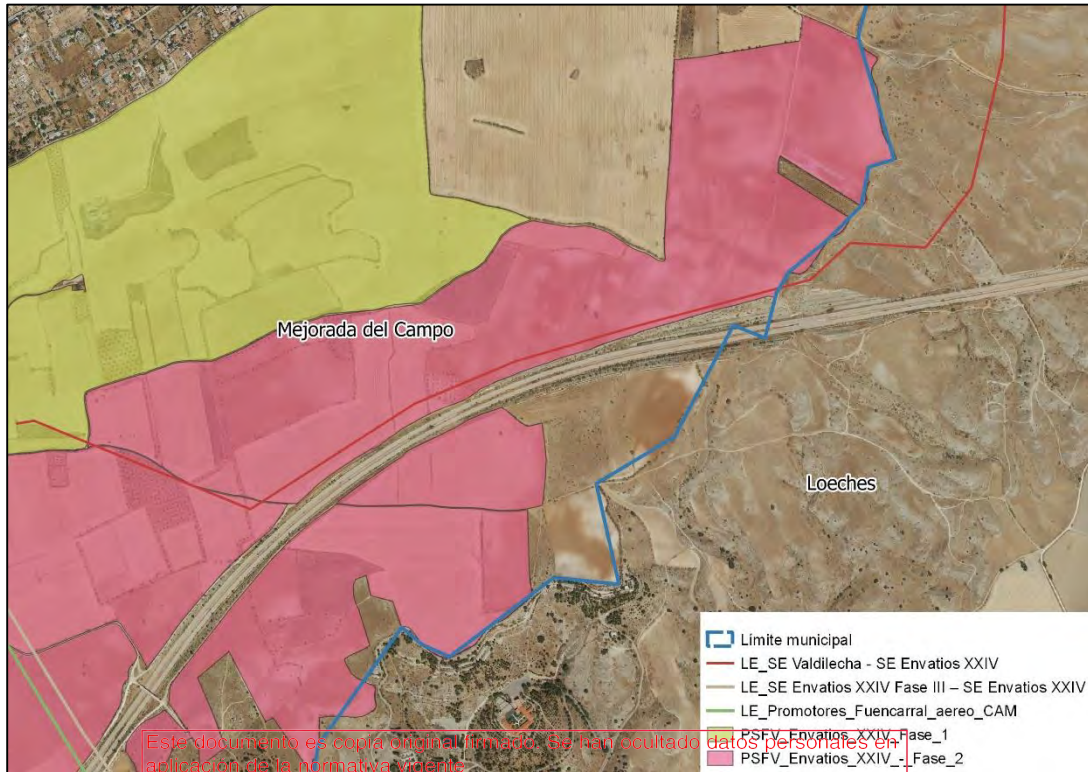 Mejorada del Campo
Loeches
Límite municipal
LE_SE Valdilecha - SE Envatios XXIV
LE_SE Envatios XXIV Fase III – SE Envatios XXIV
LE_Promotores_Fuencarral_aereo_CAM
PSFV_Envatios_XXIV_Fase_1
PSFV_Envatios_XXIV_-_Fase_2
Este documento es copia original firmado. Se han ocultado datos personales en
aplicación de la normativa vigente